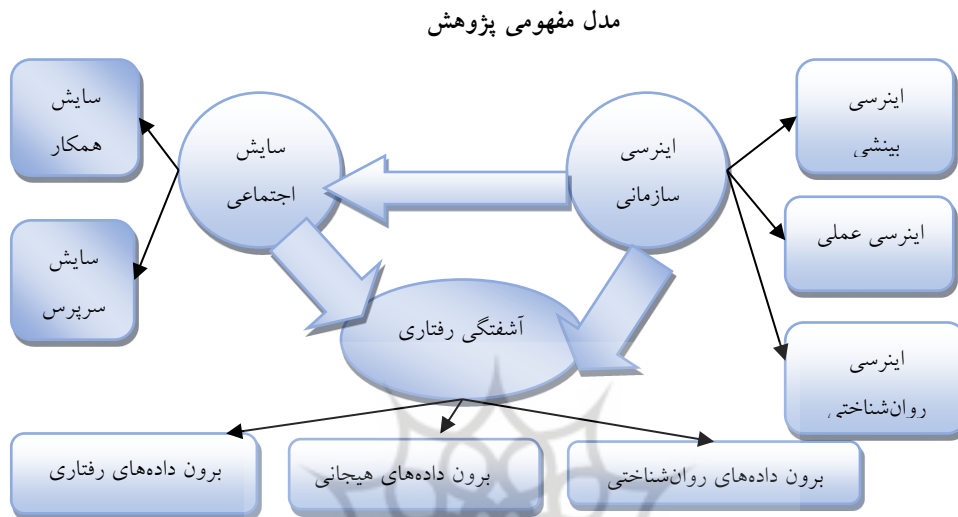 مدل مفهومی پژوهش
اینرسی
بینشی
اینرسی عملی
اینرسی
روان‌شناختی
اینرسی
سازمانی
سایش
اجتماعی
سایش
همکار
سایش
سرپرس
آشفتگی رفتاری
برون داده‌های روان‌شناختی
برون داده‌های هیجانی
برون داده‌های رفتاری